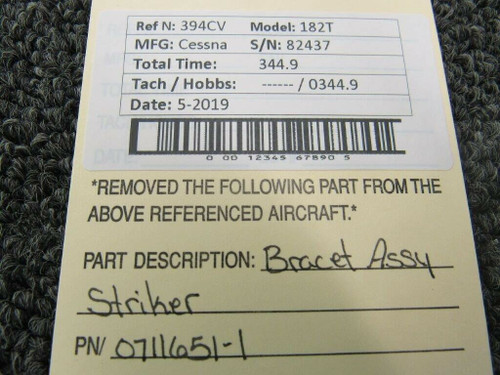 Ref N: 394CV Model: 182T
MFG: Cessna S/N: 82437
Total Time: 344.9
Tach / Hobbs: ------ / 0344.9
Date: 5-2019
0 00 12345 67890 5
*REMOVED THE FOLLOWING PART FROM THE
ABOVE REFERENCED AIRCRAFT.*
PART DESCRIPTION: Bracet Assy
Striker
PN/ 0711651-1